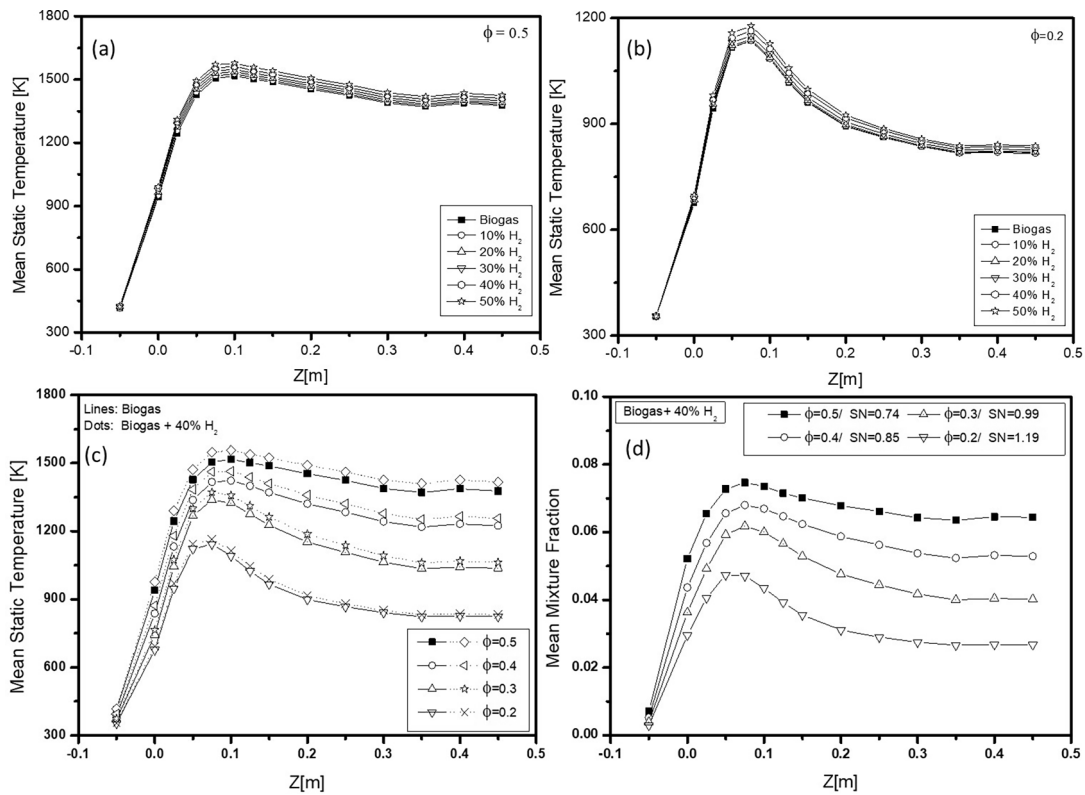 (a)
ϕ = 0.5
Mean Static Temperature [K]
1800
1500
1200
900
600
300
Biogas
10% H₂
20% H₂
30% H₂
40% H₂
50% H₂
-0.1
0.0
0.1
0.2
0.3
0.4
0.5
Z[m]
(b)
ϕ=0.2
Mean Static Temperature [K]
1200
900
600
300
Biogas
10% H₂
20% H₂
30% H₂
40% H₂
50% H₂
-0.1
0.0
0.1
0.2
0.3
0.4
0.5
Z[m]
Lines: Biogas
Dots: Biogas + 40% H₂
(c)
Mean Static Temperature [K]
1800
1500
1200
900
600
300
ϕ=0.5
ϕ=0.4
ϕ=0.3
ϕ=0.2
-0.1
0.0
0.1
0.2
0.3
0.4
0.5
Z[m]
Biogas+ 40% H₂
ϕ=0.5/ SN=0.74
ϕ=0.3/ SN=0.99
ϕ=0.4/ SN=0.85
ϕ=0.2/ SN=1.19
(d)
Mean Mixture Fraction
0.10
0.08
0.06
0.04
0.02
0.00
-0.1
0.0
0.1
0.2
0.3
0.4
0.5
Z[m]